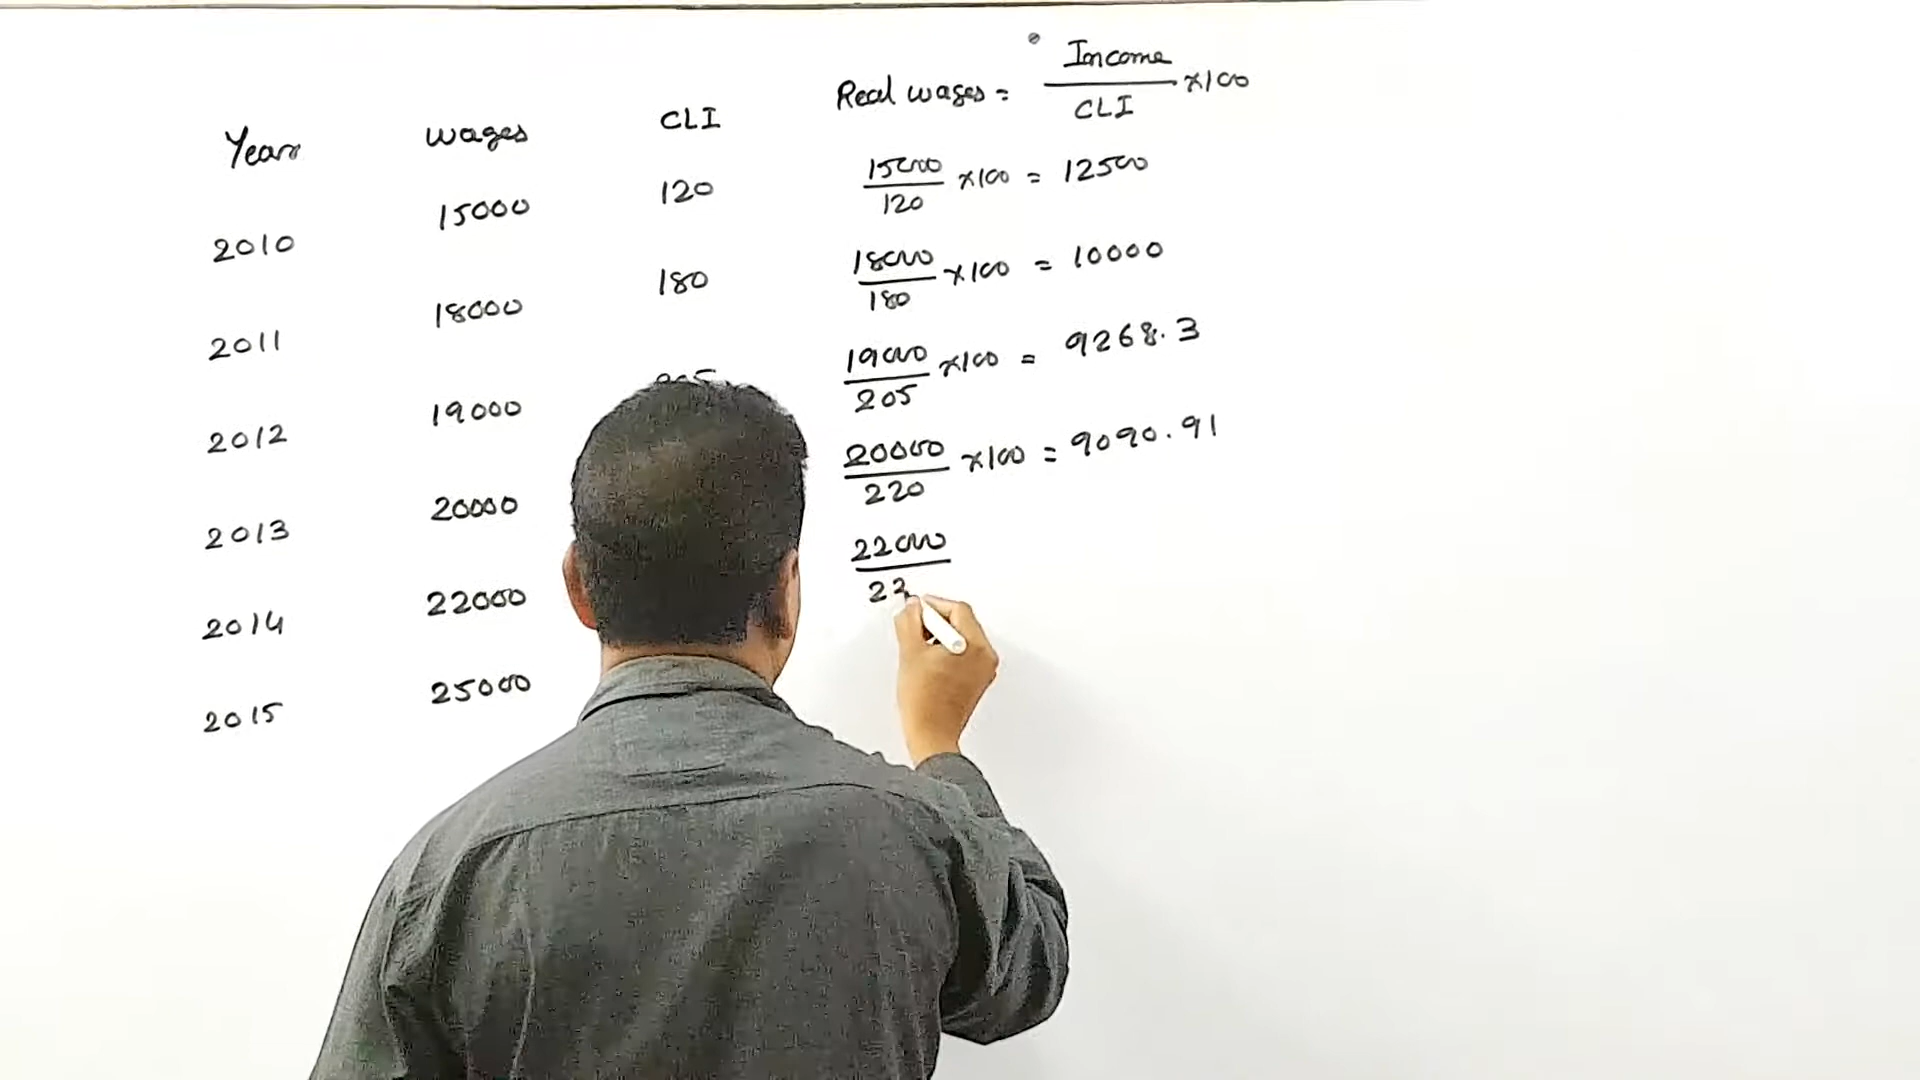 Real wages = Income / CLI ×100
Year wages CLI
2010 15000 120 15000/120 ×100 = 12500
2011 18000 180 18000/180 ×100 = 10000
2012 19000 19000/205 ×100 = 9268.3
2013 20000 20000/220 ×100 = 9090.91
2014 22000 22000/
2015 25000